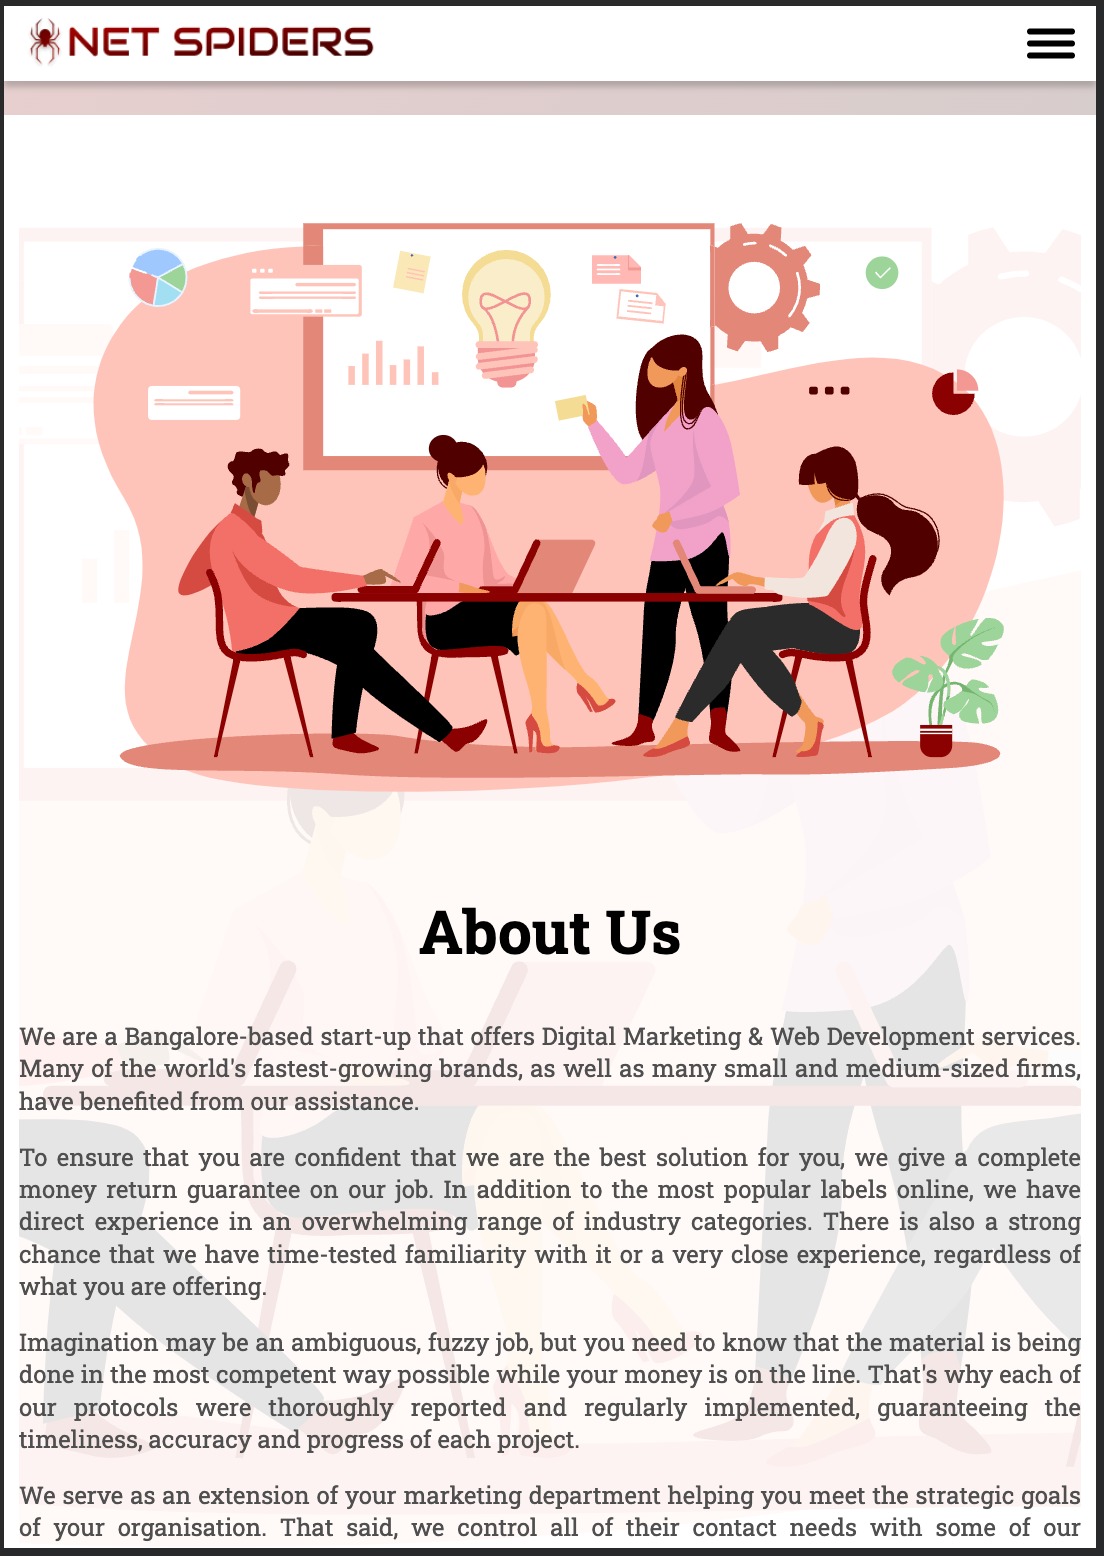 NET SPIDERS
About Us
We are a Bangalore-based start-up that offers Digital Marketing & Web Development services.
Many of the world's fastest-growing brands, as well as many small and medium-sized firms,
have benefited from our assistance.
To ensure that you are confident that we are the best solution for you, we give a complete
money return guarantee on our job. In addition to the most popular labels online, we have
direct experience in an overwhelming range of industry categories. There is also a strong
chance that we have time-tested familiarity with it or a very close experience, regardless of
what you are offering.
Imagination may be an ambiguous, fuzzy job, but you need to know that the material is being
done in the most competent way possible while your money is on the line. That's why each of
our protocols were thoroughly reported and regularly implemented, guaranteeing the
timeliness, accuracy and progress of each project.
We serve as an extension of your marketing department helping you meet the strategic goals
of your organisation. That said, we control all of their contact needs with some of our